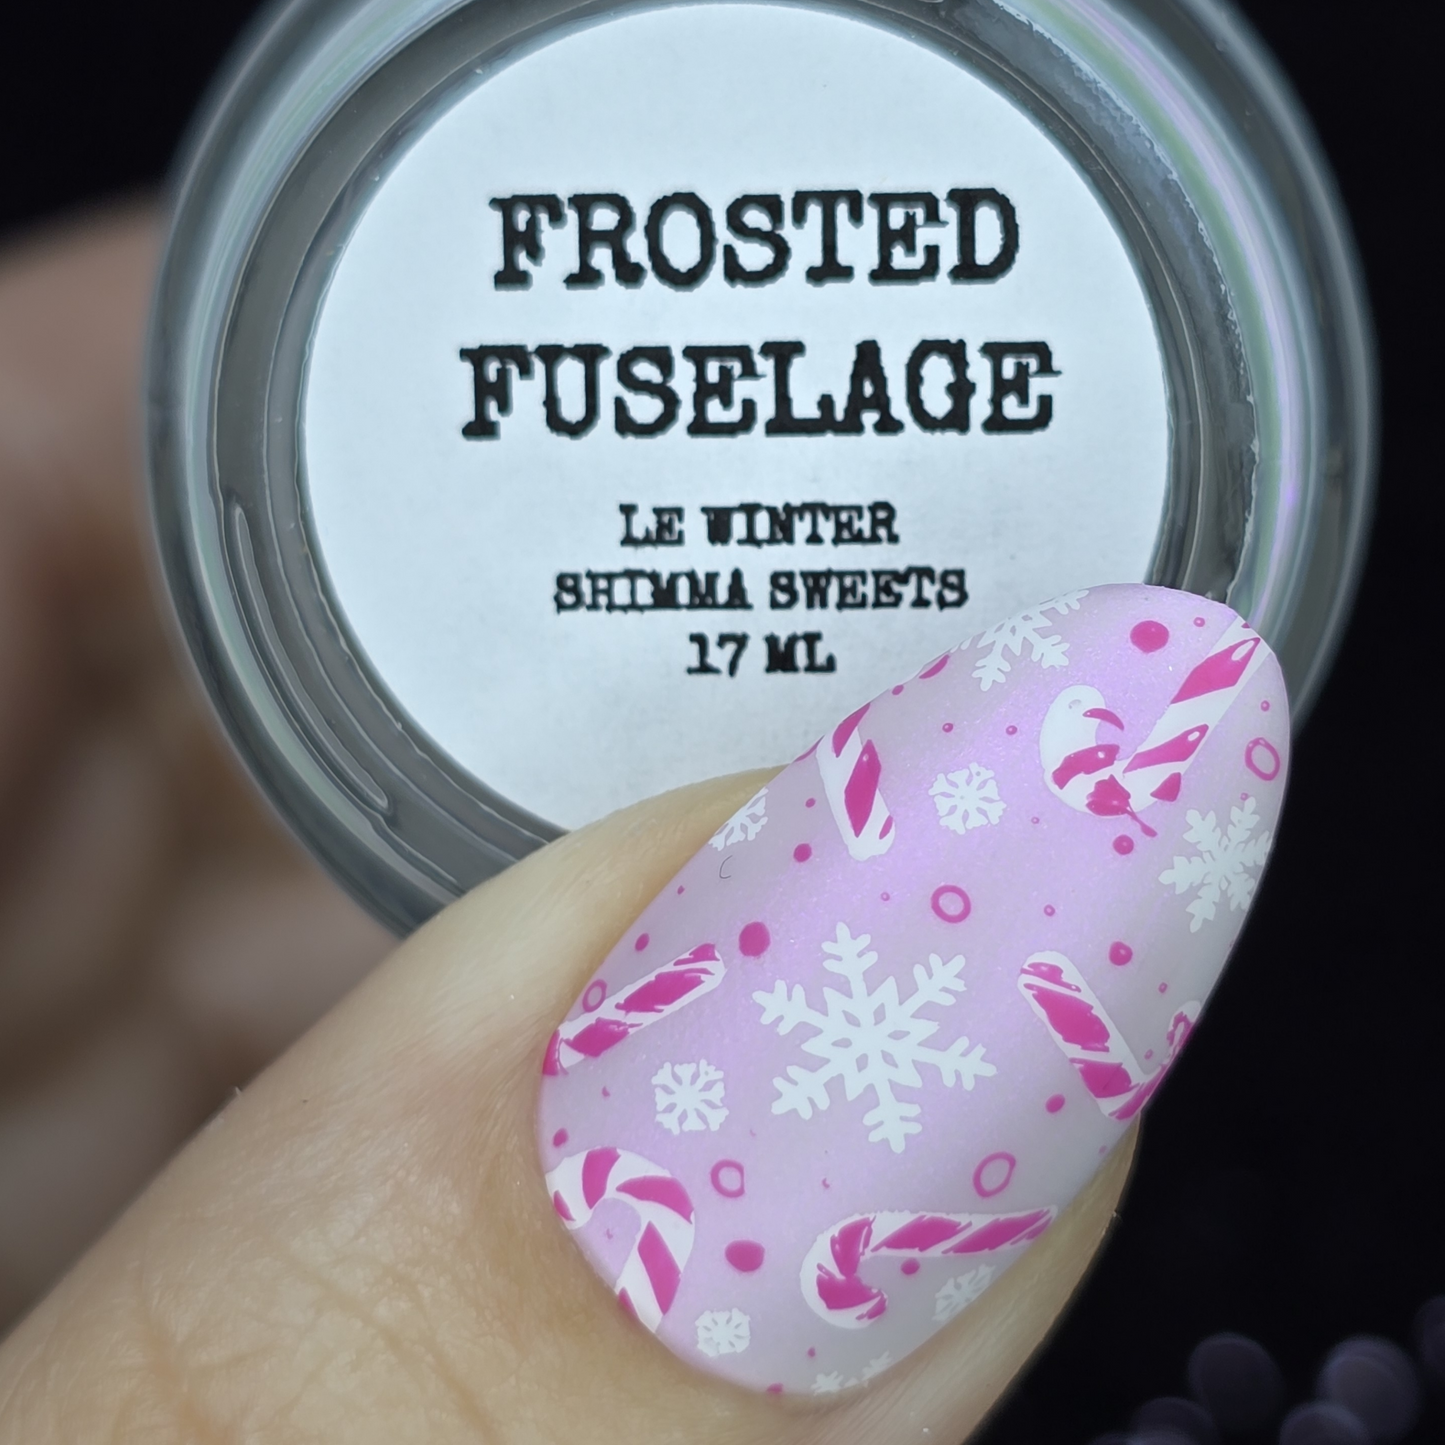 FROSTED
FUSELAGE
LE WINTER
SHIMMA SWEETS
17 ML